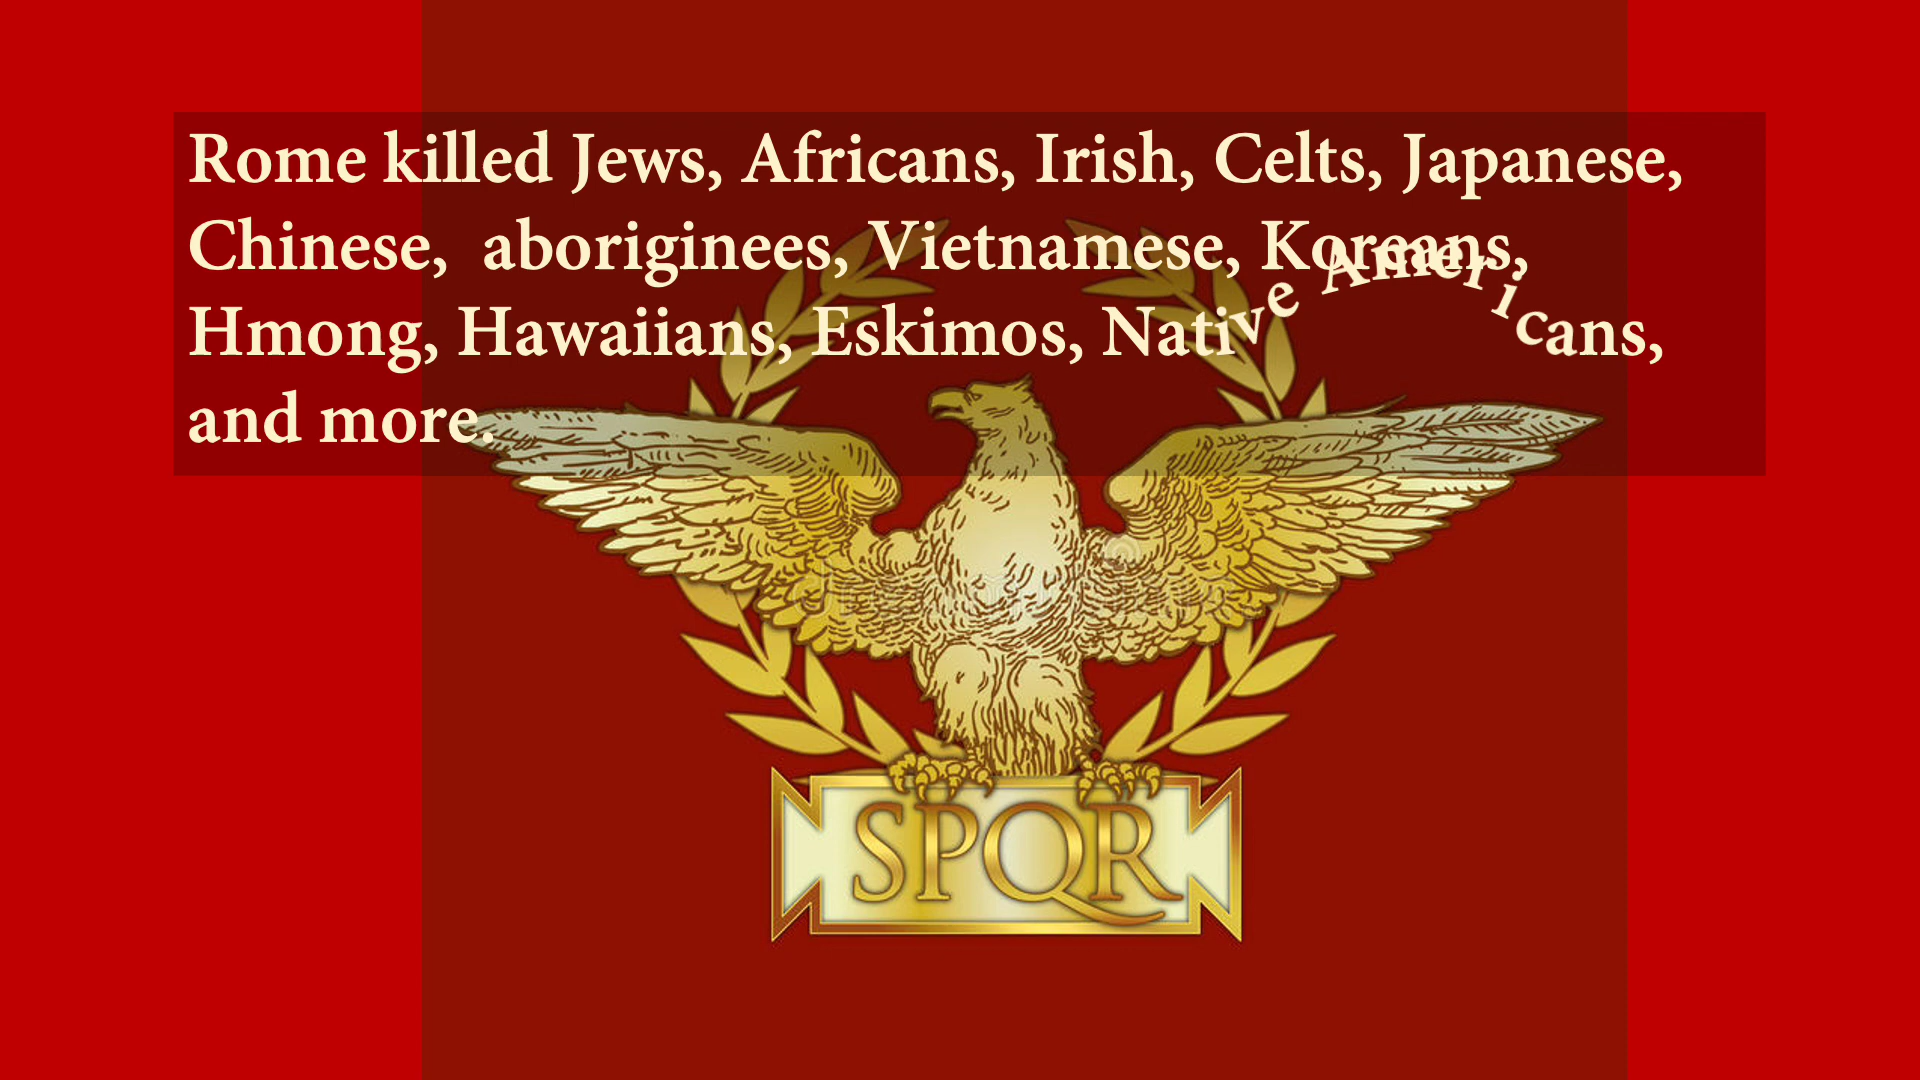 Rome killed Jews, Africans, Irish, Celts, Japanese,
Chinese,  aboriginees, Vietnamese, Koreans,
Hmong, Hawaiians, Eskimos, Native Americans,
and more.
SPQR